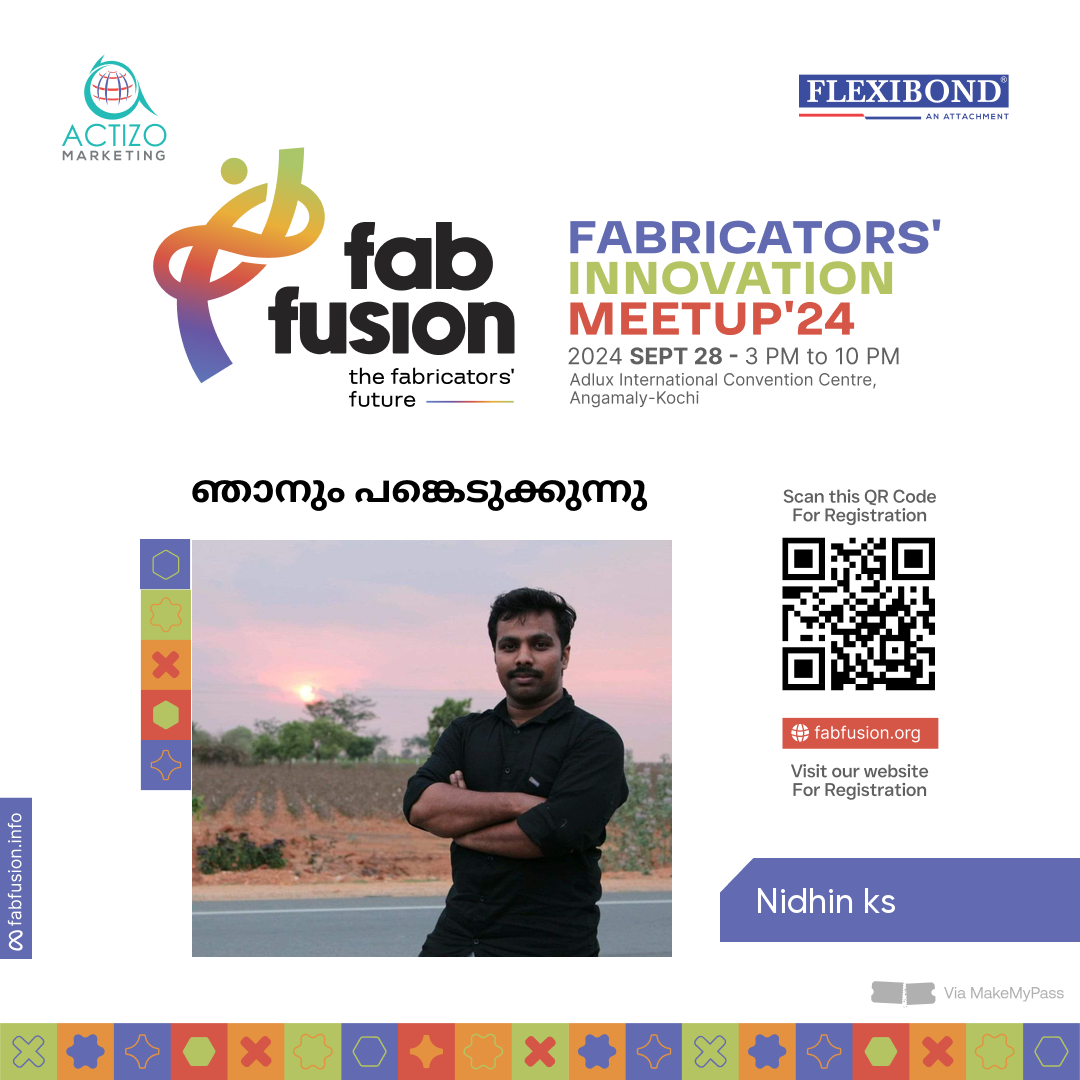 ACTIZO
MARKETING
FLEXIBOND®
AN ATTACHMENT
fab
fusion
the fabricators'
future
FABRICATORS'
INNOVATION
MEETUP'24
2024 SEPT 28 - 3 PM to 10 PM
Adlux International Convention Centre,
Angamaly-Kochi
ഞാനും പങ്കെടുക്കുന്നു
Scan this QR Code
For Registration
fabfusion.org
Visit our website
For Registration
fabfusion.info
Nidhin ks
Via MakeMyPass